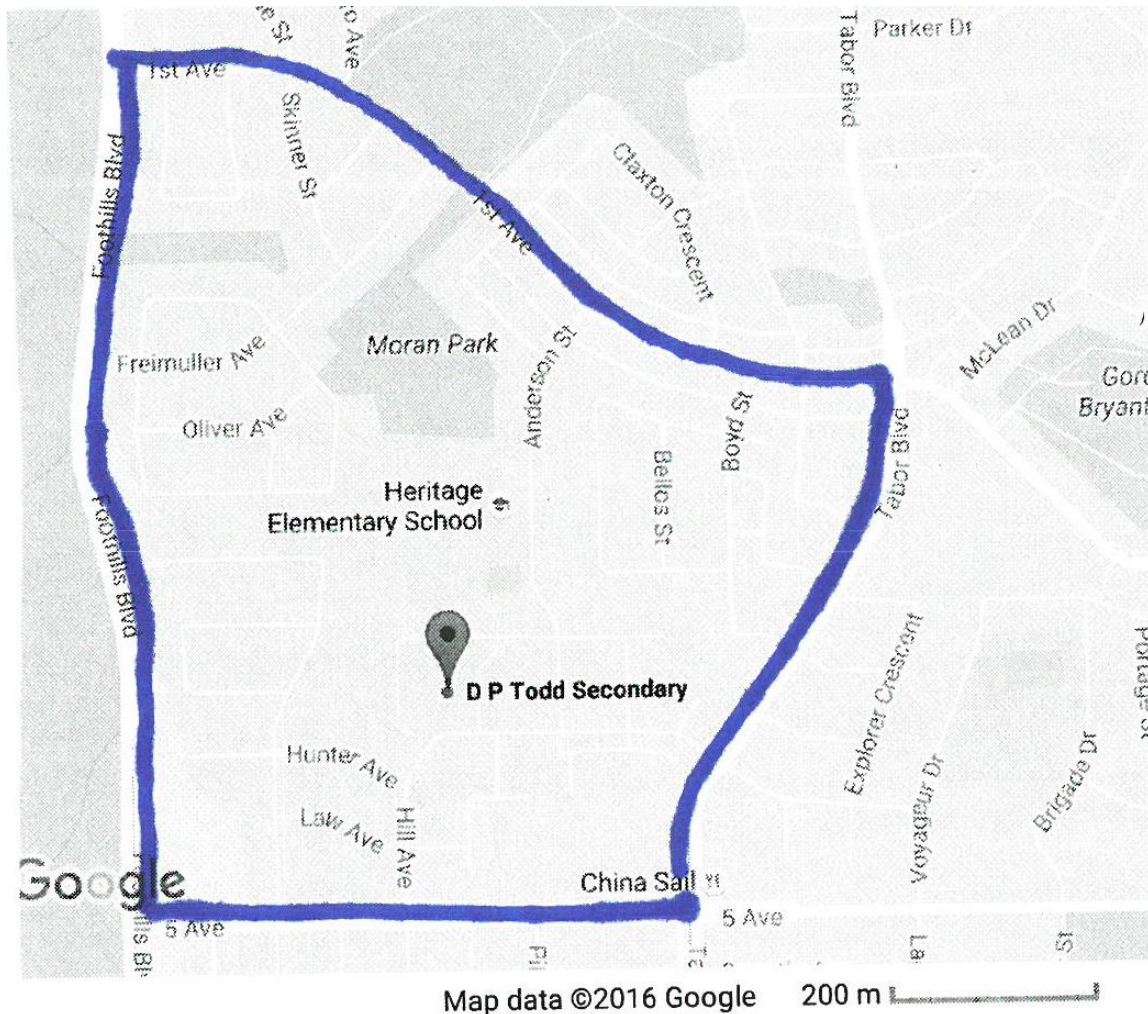 Parker Dr
Tabor Blvd
1st Ave
Skinner St
Foothills Blvd
Claxton Crescent
1st Ave
Moran Park
Freimuller Ave
Anderson St
McLean Dr
Oliver Ave
Boyd St
Tabor Blvd
Bellos St
Heritage
Elementary School
Foothills Blvd
D P Todd Secondary
Explorer Crescent
Hunter Ave
Law Ave
Hill Ave
Voyageur Dr
Brigade Dr
China Sail
Google
5 Ave
5 Ave
Map data ©2016 Google
200 m